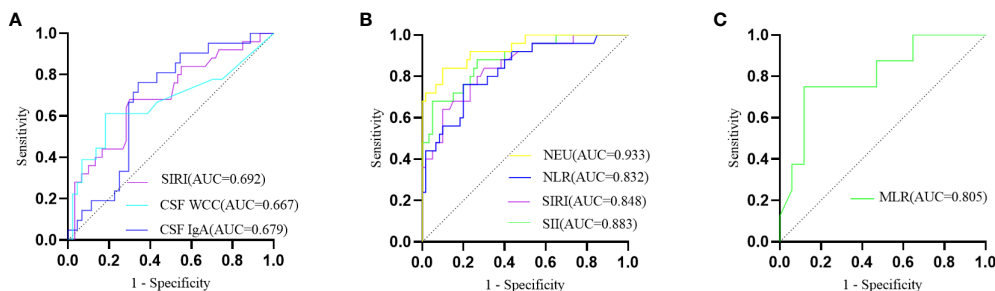 A
Sensitivity
1.0
0.8
0.6
0.4
0.2
0.0
SIRI(AUC=0.692)
CSF WCC(AUC=0.667)
CSF IgA(AUC=0.679)
0.0 0.2 0.4 0.6 0.8 1.0
1 - Specificity
B
Sensitivity
1.0
0.8
0.6
0.4
0.2
0.0
NEU(AUC=0.933)
NLR(AUC=0.832)
SIRI(AUC=0.848)
SII(AUC=0.883)
0.0 0.2 0.4 0.6 0.8 1.0
1 - Specificity
C
Sensitivity
1.0
0.8
0.6
0.4
0.2
0.0
MLR(AUC=0.805)
0.0 0.2 0.4 0.6 0.8 1.0
1 - Specificity